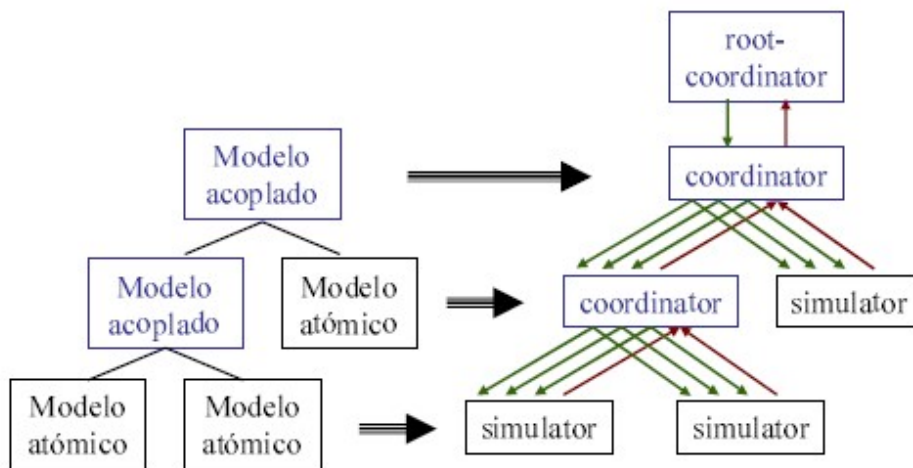 root-
coordinator
Modelo
acoplado
coordinator
Modelo
acoplado
Modelo
atómico
coordinator
simulator
Modelo
atómico
Modelo
atómico
simulator
simulator